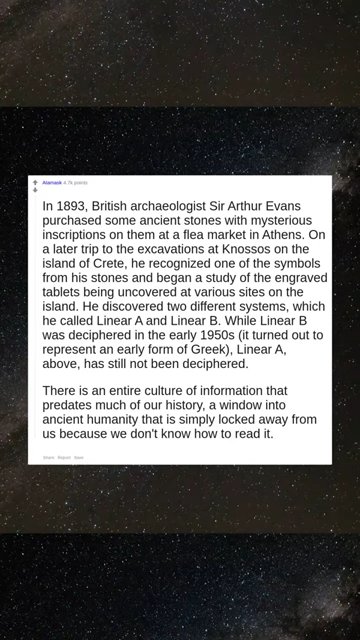 Atamask 4.7k points
In 1893, British archaeologist Sir Arthur Evans
purchased some ancient stones with mysterious
inscriptions on them at a flea market in Athens. On
a later trip to the excavations at Knossos on the
island of Crete, he recognized one of the symbols
from his stones and began a study of the engraved
tablets being uncovered at various sites on the
island. He discovered two different systems, which
he called Linear A and Linear B. While Linear B
was deciphered in the early 1950s (it turned out to
represent an early form of Greek), Linear A,
above, has still not been deciphered.
There is an entire culture of information that
predates much of our history, a window into
ancient humanity that is simply locked away from
us because we don't know how to read it.
Share Report Save